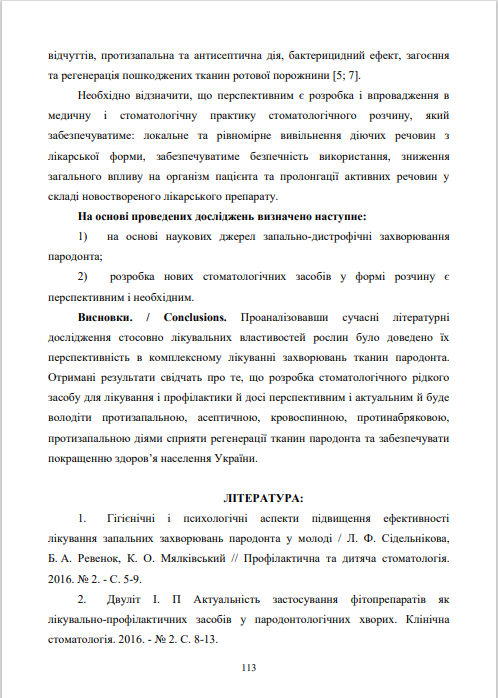 відчуттів, протизапальна та антисептична дія, бактерицидний ефект, загоєння
та регенерація пошкоджених тканин ротової порожнини [5; 7].
Необхідно відзначити, що перспективним є розробка і впровадження в
медичну і стоматологічну практику стоматологічного розчину, який
забезпечуватиме: локальне та рівномірне вивільнення діючих речовин з
лікарської форми, забезпечуватиме безпечність використання, зниження
загального впливу на організм пацієнта та пролонгації активних речовин у
складі новоствореного лікарського препарату.
На основі проведених досліджень визначено наступне:
1) на основі наукових джерел запально-дистрофічні захворювання
пародонта;
2) розробка нових стоматологічних засобів у формі розчину є
перспективним і необхідним.
Висновки. / Conclusions. Проаналізовавши сучасні літературні
дослідження стосовно лікувальних властивостей рослин було доведено їх
перспективність в комплексному лікуванні захворювань тканин пародонта.
Отримані результати свідчать про те, що розробка стоматологічного рідкого
засобу для лікування і профілактики й досі перспективним і актуальним й буде
володіти протизапальною, асептичною, кровоспинною, протинабряковою,
протизапальною діями сприяти регенерації тканин пародонта та забезпечувати
покращенню здоров’я населення України.
ЛІТЕРАТУРА:
1. Гігієнічні і психологічні аспекти підвищення ефективності
лікування запальних захворювань пародонта у молоді / Л. Ф. Сідельнікова,
Б. А. Ревенок, К. О. Мялківський // Профілактична та дитяча стоматологія.
2016. № 2. - С. 5-9.
2. Двуліт І. П Актуальність застосування фітопрепаратів як
лікувально-профілактичних засобів у пародонтологічних хворих. Клінічна
стоматологія. 2016. - № 2. С. 8-13.
113